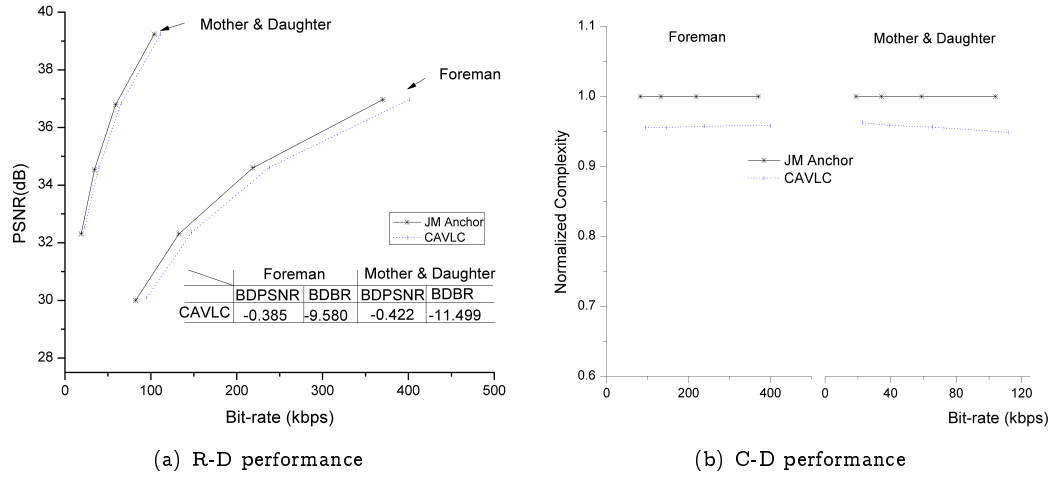 40
38
36
34
32
30
28
PSNR(dB)
0 100 200 300 400 500
Bit-rate (kbps)
Mother & Daughter
Foreman
JM Anchor
CAVLC
Foreman Mother & Daughter
BDPSNR BDBR BDPSNR BDBR
CAVLC -0.385 -9.580 -0.422 -11.499
(a) R-D performance
1.1
1.0
0.9
0.8
0.7
0.6
Normalized Complexity
Foreman
Mother & Daughter
JM Anchor
CAVLC
0 200 400 0 40 80 120
Bit-rate (kbps)
(b) C-D performance